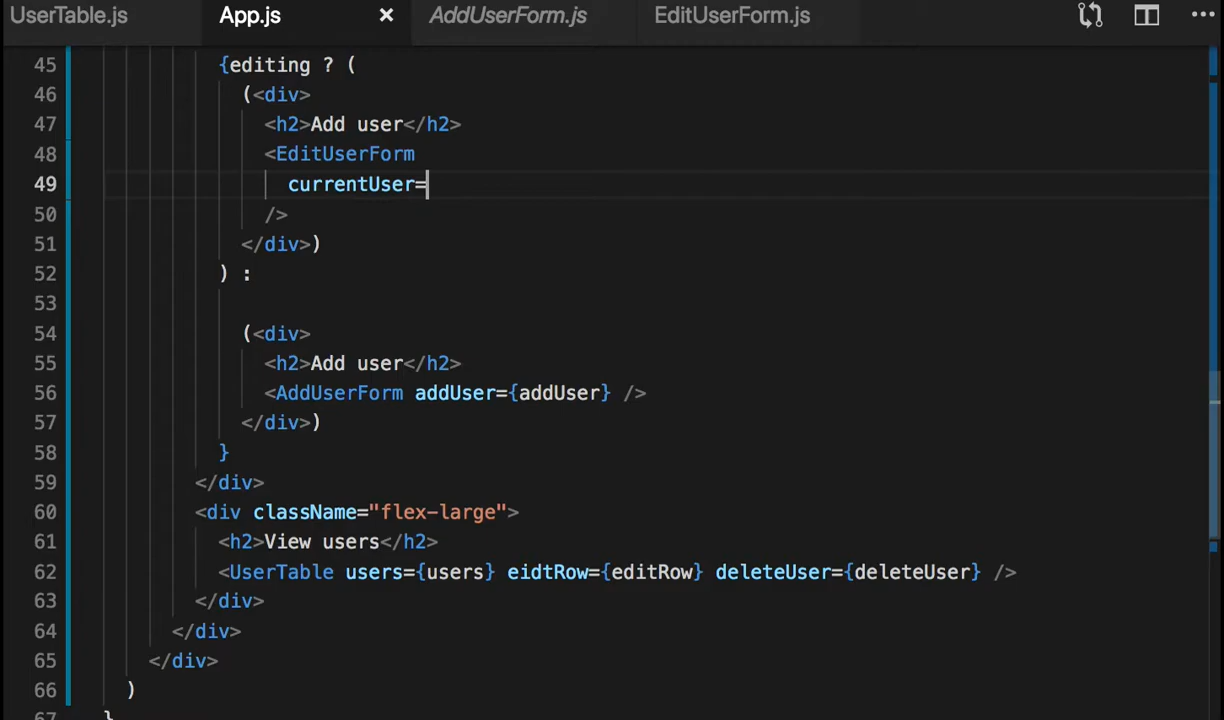 UserTable.js App.js × AddUserForm.js EditUserForm.js
45 {editing ? (
46 (<div>
47 <h2>Add user</h2>
48 <EditUserForm
49 currentUser=
50 />
51 </div>)
52 ) :
53
54 (<div>
55 <h2>Add user</h2>
56 <AddUserForm addUser={addUser} />
57 </div>)
58 }
59 </div>
60 <div className="flex-large">
61 <h2>View users</h2>
62 <UserTable users={users} eidtRow={editRow} deleteUser={deleteUser} />
63 </div>
64 </div>
65 </div>
66 )
67 }